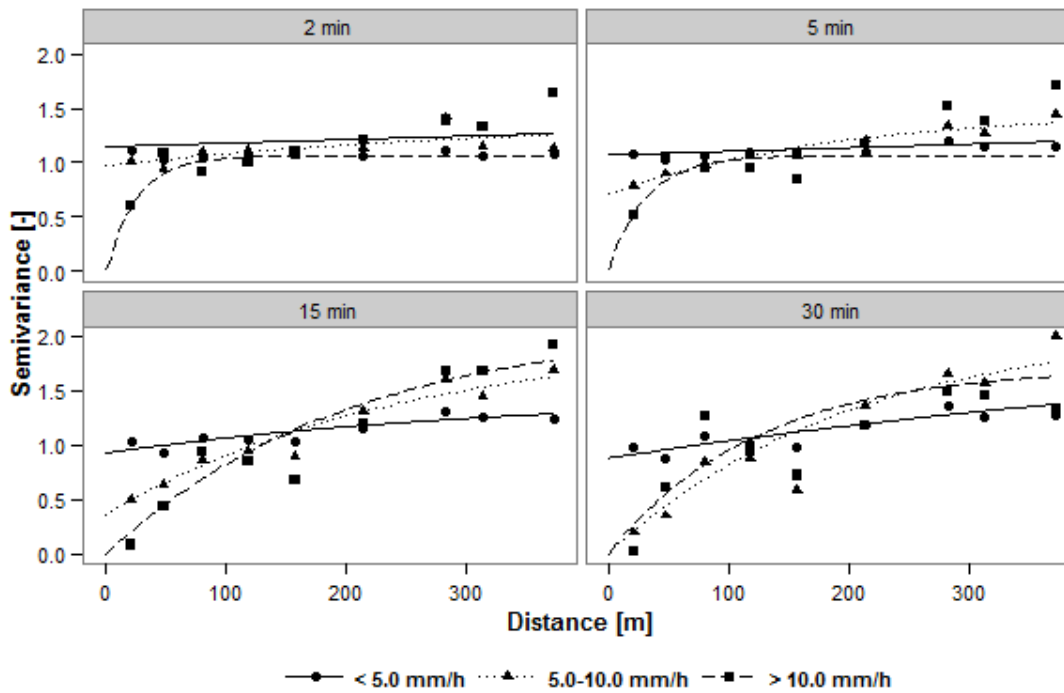 2 min
5 min
2.0
1.5
1.0
0.5
0.0
15 min
30 min
2.0
1.5
1.0
0.5
0.0
Semivariance [-]
0 100 200 300 0 100 200 300
Distance [m]
< 5.0 mm/h 5.0-10.0 mm/h > 10.0 mm/h